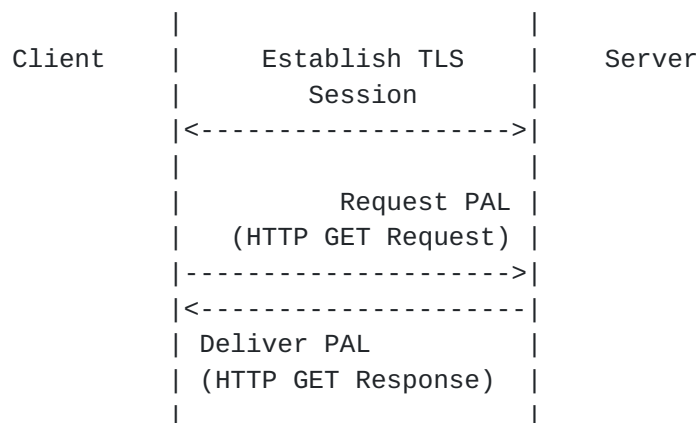 |                      |
  Client    |     Establish TLS    |    Server
            |        Session       |
            |<-------------------->|
            |                      |
            |          Request PAL |
            |   (HTTP GET Request) |
            |--------------------->|
            |<---------------------|
            | Deliver PAL          |
            | (HTTP GET Response)  |
            |                      |